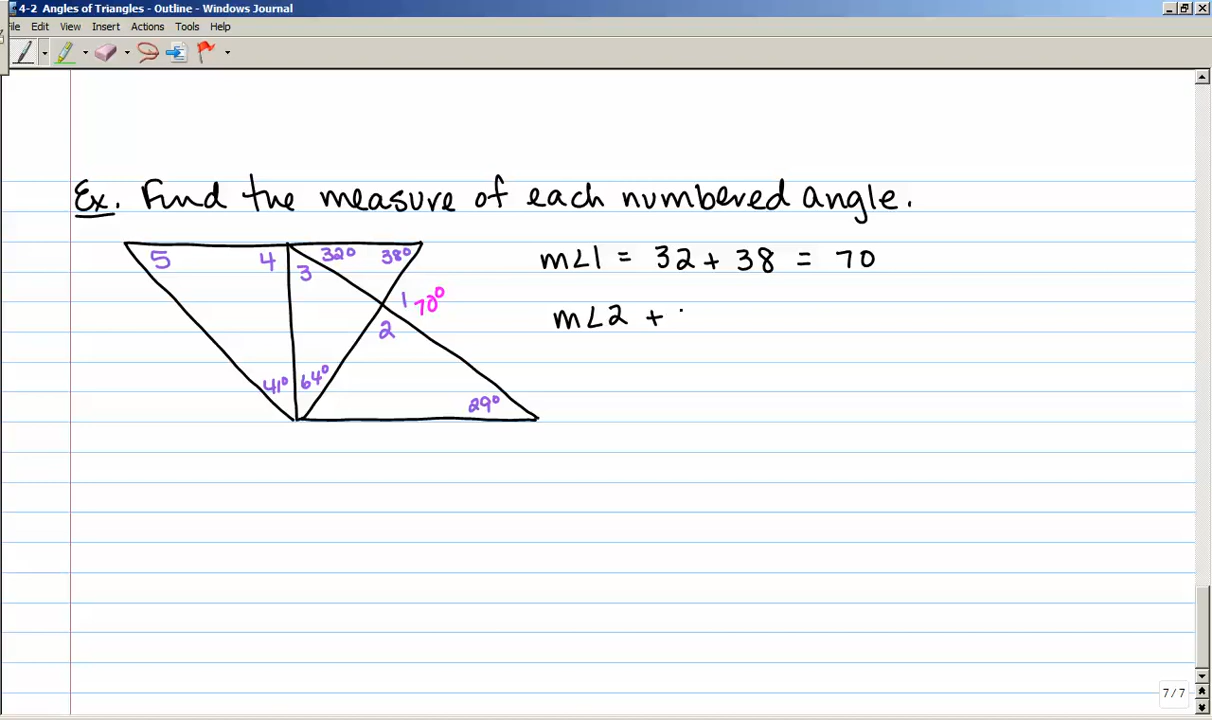 4-2 Angles of Triangles - Outline - Windows Journal
File Edit View Insert Actions Tools Help
Ex. Find the measure of each numbered angle.
5 4 3 32° 38°
m∠1 = 32 + 38 = 70
1 70°
2
m∠2 +
41° 64°
29°
7 / 7